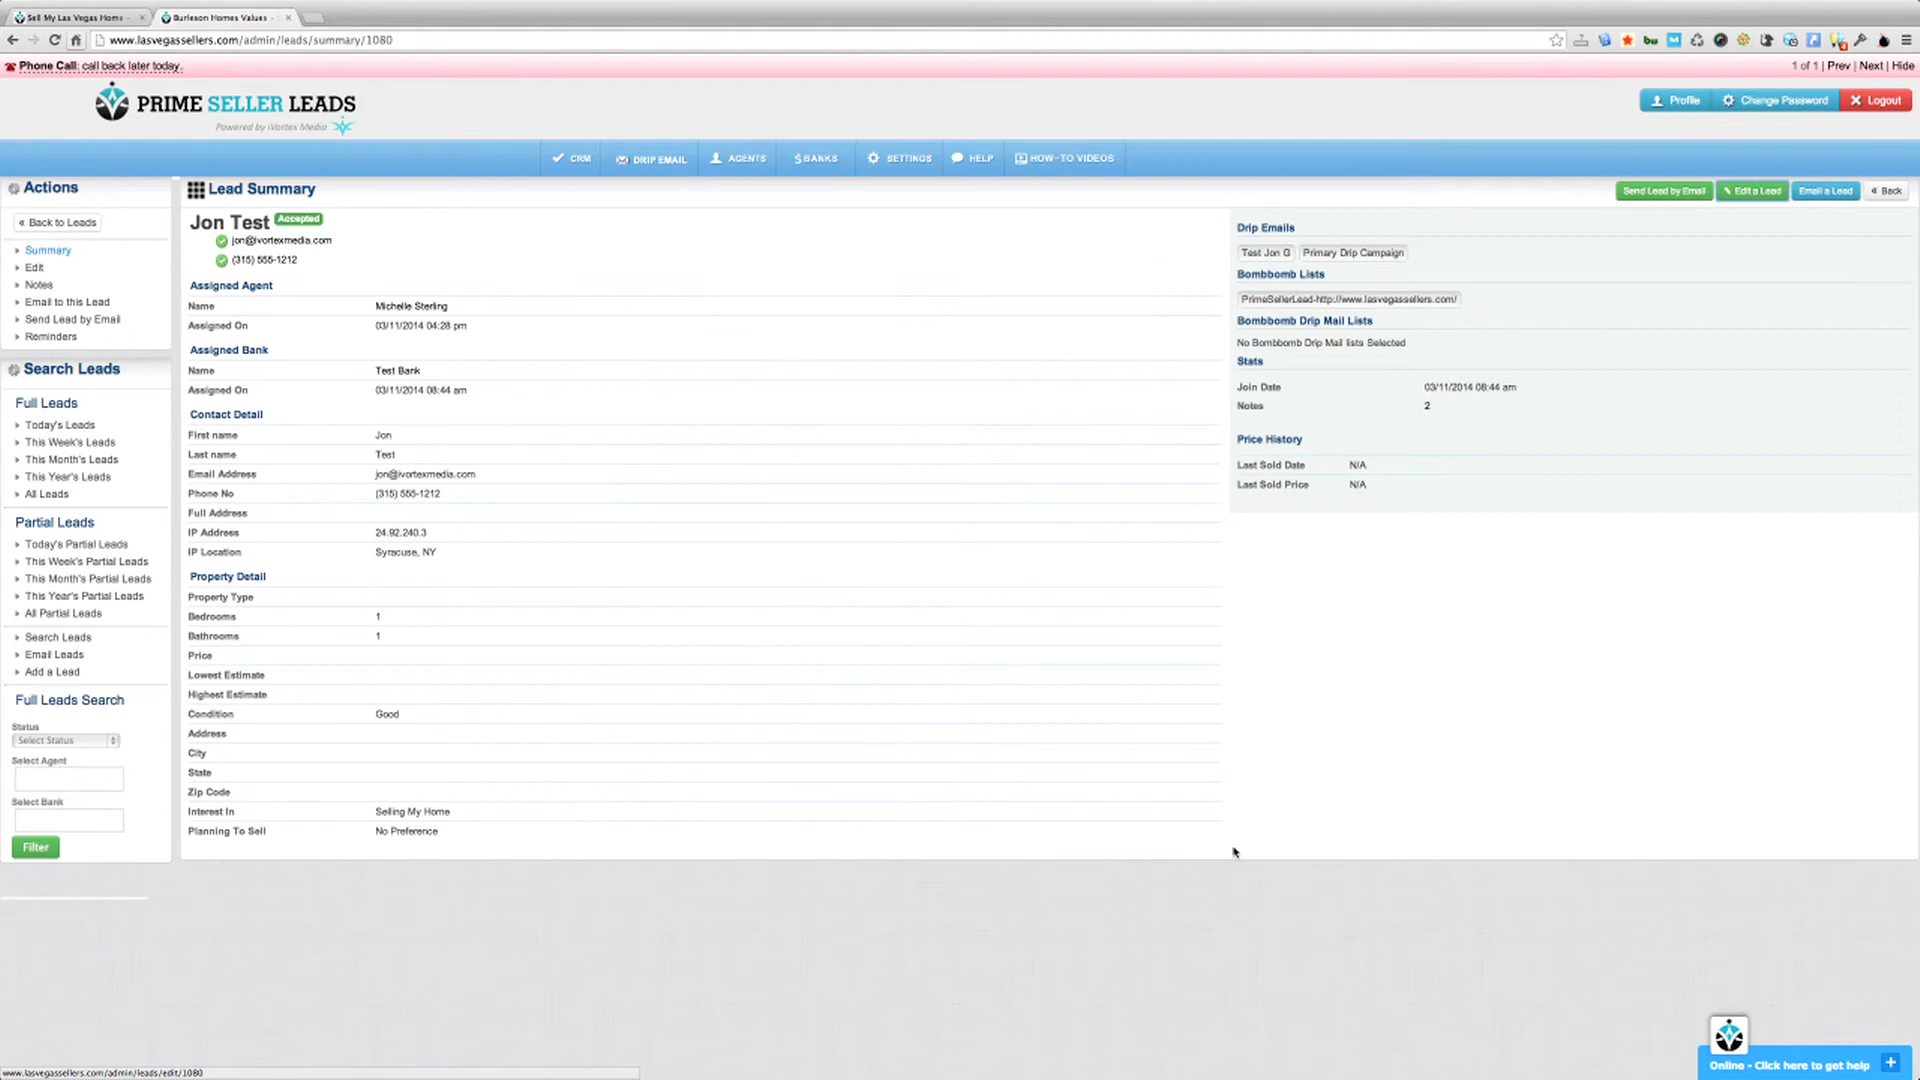 Sell My Las Vegas Home -
Burleson Homes Values -
www.lasvegassellers.com/admin/leads/summary/1080
Phone Call: call back later today.
1 of 1 | Prev | Next | Hide
PRIME SELLER LEADS
Powered by iVortex Media
Profile
Change Password
Logout
CRM
DRIP EMAIL
AGENTS
$BANKS
SETTINGS
HELP
HOW-TO VIDEOS
Actions
« Back to Leads
Summary
Edit
Notes
Email to this Lead
Send Lead by Email
Reminders
Search Leads
Full Leads
Today's Leads
This Week's Leads
This Month's Leads
This Year's Leads
All Leads
Partial Leads
Today's Partial Leads
This Week's Partial Leads
This Month's Partial Leads
This Year's Partial Leads
All Partial Leads
Search Leads
Email Leads
Add a Lead
Full Leads Search
Status
Select Status
Select Agent
Select Bank
Filter
Lead Summary
Send Lead by Email
Edit a Lead
Email a Lead
« Back
Jon Test Accepted
jon@ivortexmedia.com
(315) 555-1212
Assigned Agent
Name Michelle Sterling
Assigned On 03/11/2014 04:28 pm
Assigned Bank
Name Test Bank
Assigned On 03/11/2014 08:44 am
Contact Detail
First name Jon
Last name Test
Email Address jon@ivortexmedia.com
Phone No (315) 555-1212
Full Address
IP Address 24.92.240.3
IP Location Syracuse, NY
Property Detail
Property Type
Bedrooms 1
Bathrooms 1
Price
Lowest Estimate
Highest Estimate
Condition Good
Address
City
State
Zip Code
Interest In Selling My Home
Planning To Sell No Preference
Drip Emails
Test Jon G Primary Drip Campaign
Bombbomb Lists
PrimeSellerLead-http://www.lasvegassellers.com/
Bombbomb Drip Mail Lists
No Bombbomb Drip Mail lists Selected
Stats
Join Date 03/11/2014 08:44 am
Notes 2
Price History
Last Sold Date N/A
Last Sold Price N/A
www.lasvegassellers.com/admin/leads/edit/1080
Online - Click here to get help +